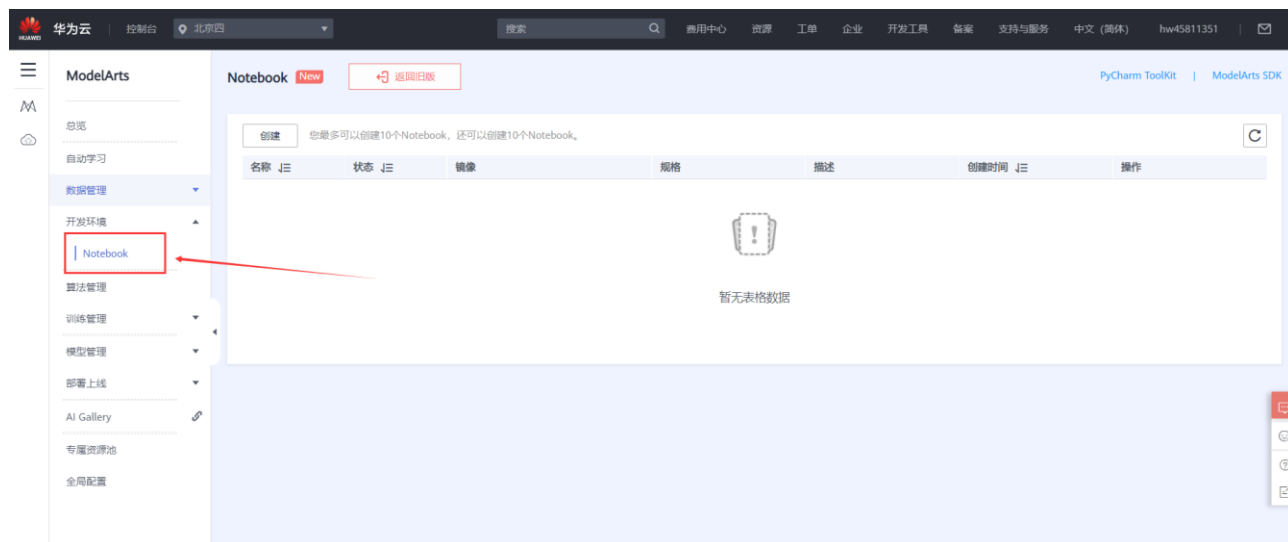 HUAWEI
华为云 控制台 北京四 搜索 费用中心 资源 工单 企业 开发工具 备案 支持与服务 中文 (简体) hw45811351
ModelArts
总览
自动学习
数据管理
开发环境
Notebook
算法管理
训练管理
模型管理
部署上线
AI Gallery
专属资源池
全局配置
Notebook New 返回旧版 PyCharm ToolKit | ModelArts SDK
创建 您最多可以创建10个Notebook，还可以创建10个Notebook。
名称 状态 镜像 规格 描述 创建时间 操作
暂无表格数据